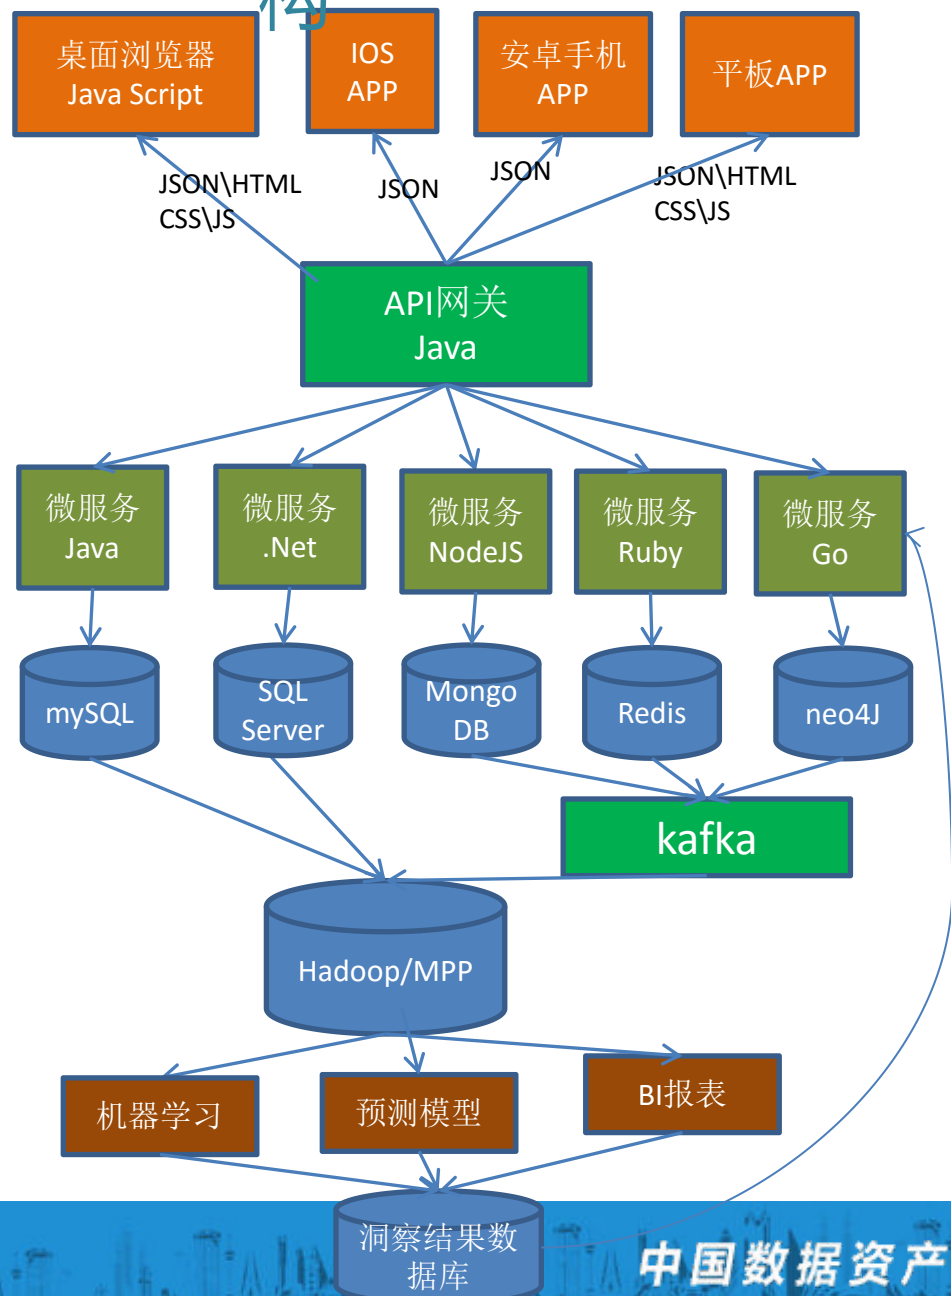 构
桌面浏览器
Java Script
IOS
APP
安卓手机
APP
平板APP
JSON\HTML
CSS\JS
JSON
JSON
JSON\HTML
CSS\JS
API网关
Java
微服务
Java
微服务
.Net
微服务
NodeJS
微服务
Ruby
微服务
Go
mySQL
SQL
Server
Mongo
DB
Redis
neo4J
kafka
Hadoop/MPP
机器学习
预测模型
BI报表
洞察结果数
据库
中国数据资产